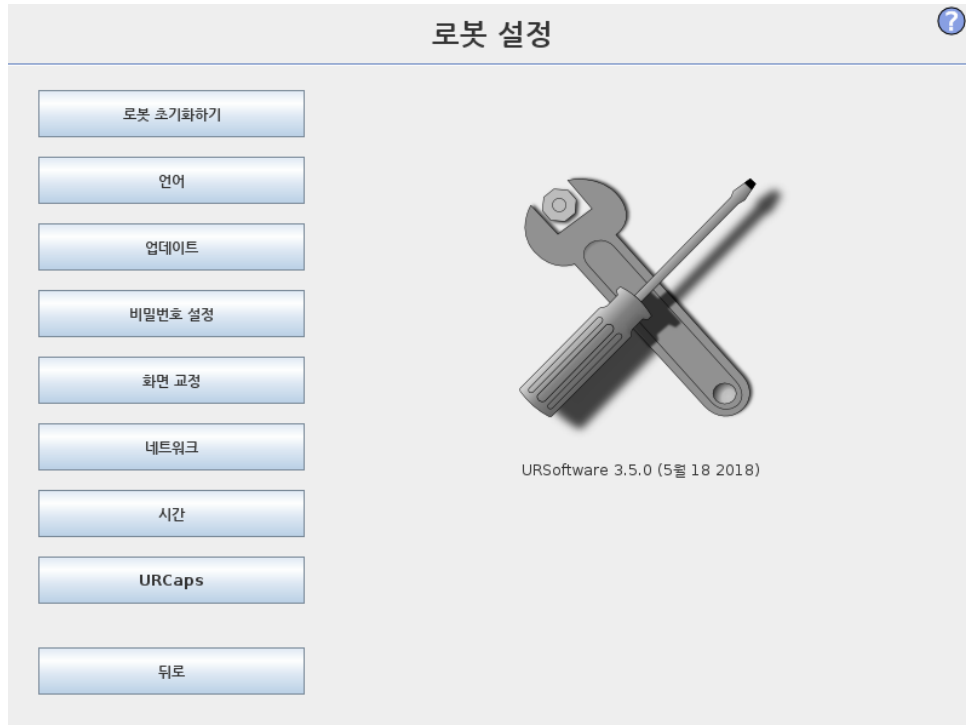 로봇 설정
?
로봇 초기화하기
언어
업데이트
비밀번호 설정
화면 교정
네트워크
시간
URCaps
뒤로
URSoftware 3.5.0 (5월 18 2018)